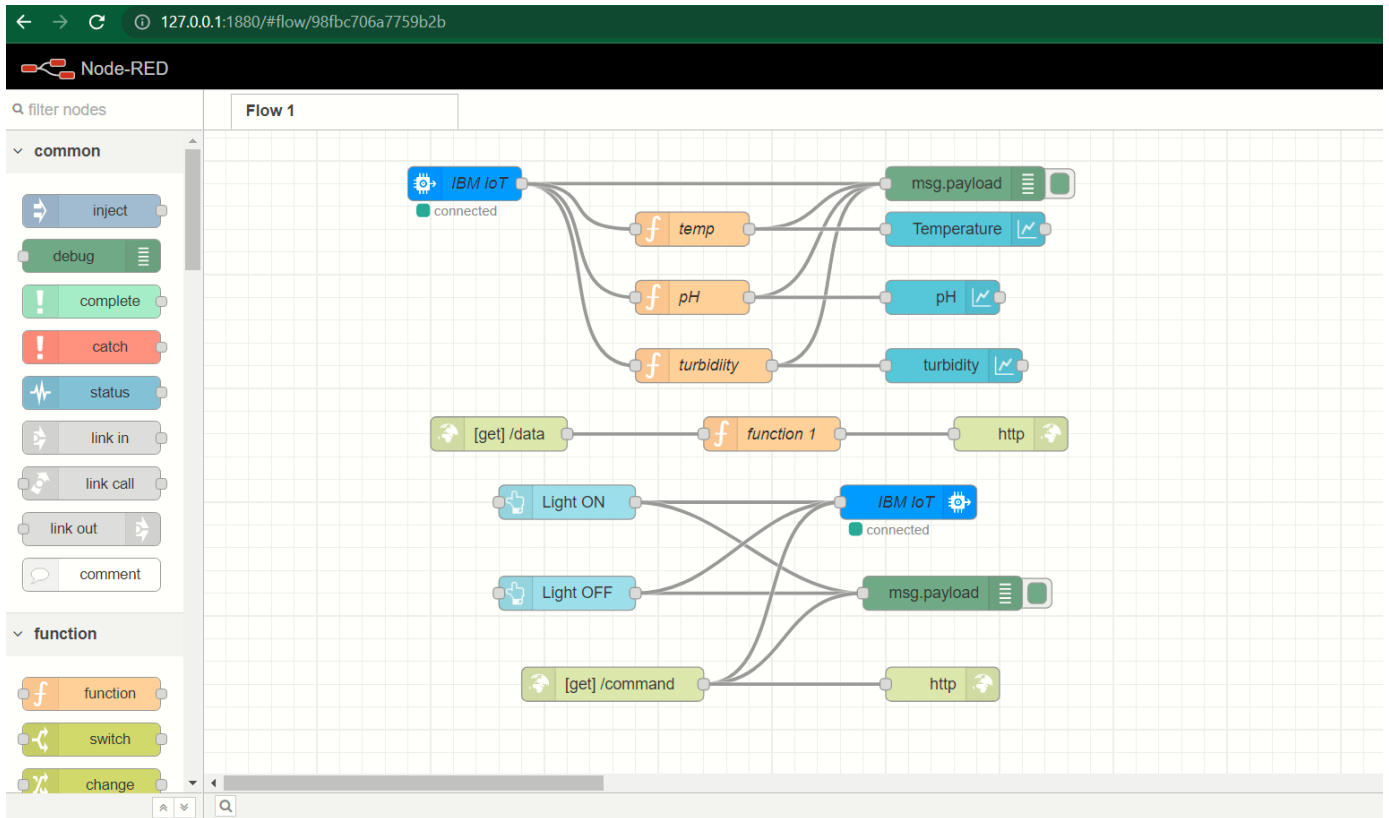 127.0.0.1:1880/#flow/98fbc706a7759b2b
Node-RED
filter nodes
Flow 1
common
inject
debug
complete
catch
status
link in
link call
link out
comment
function
function
switch
change
IBM IoT
connected
msg.payload
temp
Temperature
pH
pH
turbidiity
turbidity
[get] /data
function 1
http
Light ON
IBM IoT
connected
Light OFF
msg.payload
[get] /command
http